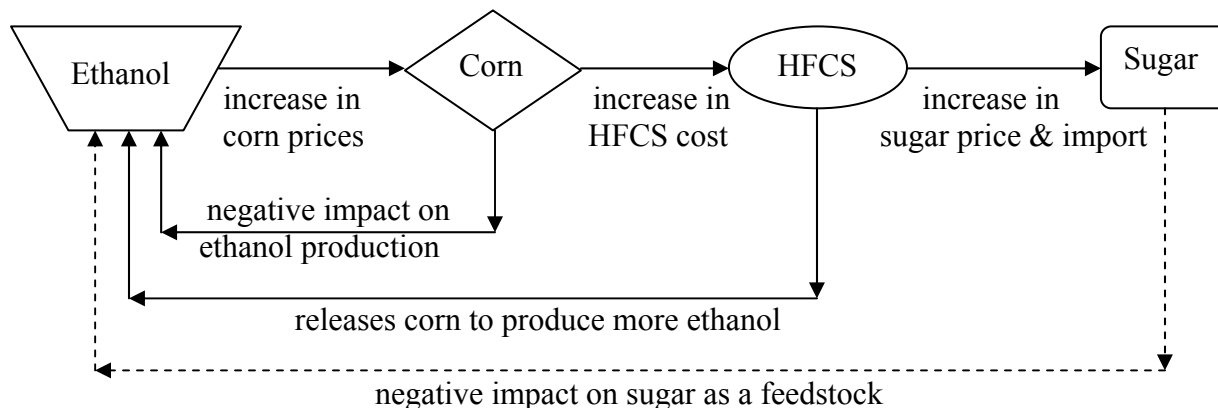 Ethanol
Corn
HFCS
Sugar
increase in
corn prices
increase in
HFCS cost
increase in
sugar price & import
negative impact on
ethanol production
releases corn to produce more ethanol
negative impact on sugar as a feedstock